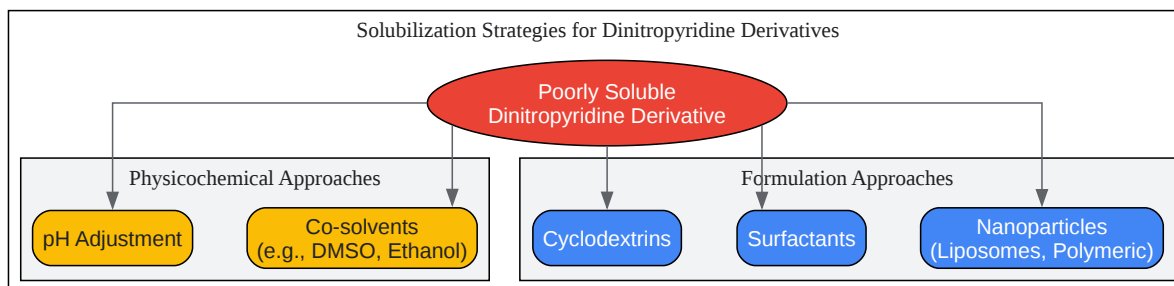 Solubilization Strategies for Dinitropyridine Derivatives
Poorly Soluble
Dinitropyridine Derivative
Physicochemical Approaches
Formulation Approaches
pH Adjustment
Co-solvents
(e.g., DMSO, Ethanol)
Cyclodextrins
Surfactants
Nanoparticles
(Liposomes, Polymeric)